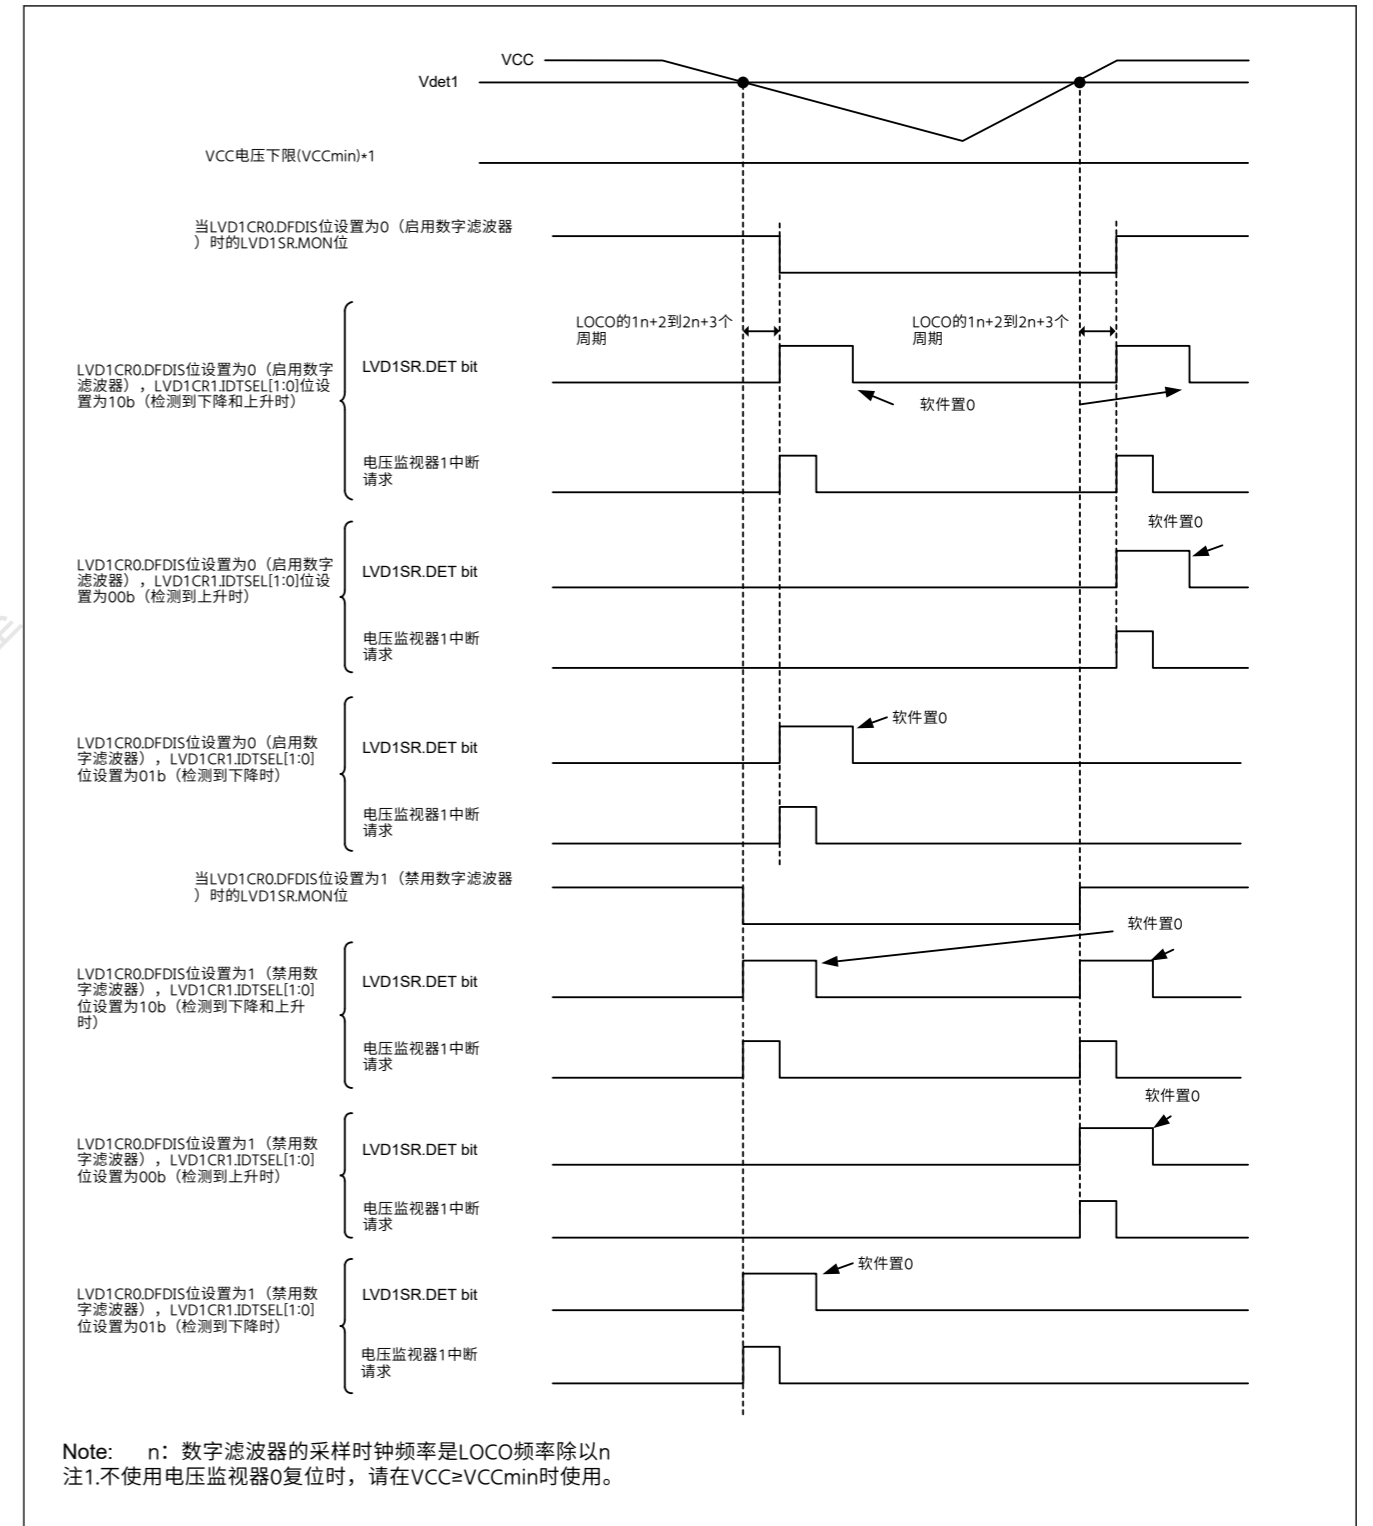 VCC
Vdet1
VCC电压下限(VCCmin)*1
当LVD1CR0.DFDIS位设置为0（启用数字滤波器
）时的LVD1SR.MON位
LOCO的1n+2到2n+3个
周期
LOCO的1n+2到2n+3个
周期
LVD1CR0.DFDIS位设置为0（启用数字
滤波器），LVD1CR1.IDTSEL[1:0]位设
置为10b（检测到下降和上升时）
LVD1SR.DET bit
软件置0
电压监视器1中断
请求
软件置0
LVD1CR0.DFDIS位设置为0（启用数字
滤波器），LVD1CR1.IDTSEL[1:0]位设
置为00b（检测到上升时）
LVD1SR.DET bit
电压监视器1中断
请求
软件置0
LVD1CR0.DFDIS位设置为0（启用数
字滤波器），LVD1CR1.IDTSEL[1:0]
位设置为01b（检测到下降时）
LVD1SR.DET bit
电压监视器1中断
请求
当LVD1CR0.DFDIS位设置为1（禁用数字滤波器
）时的LVD1SR.MON位
软件置0
LVD1CR0.DFDIS位设置为1（禁用数
字滤波器），LVD1CR1.IDTSEL[1:0]
位设置为10b（检测到下降和上升
时）
LVD1SR.DET bit
电压监视器1中断
请求
软件置0
LVD1CR0.DFDIS位设置为1（禁用数
字滤波器），LVD1CR1.IDTSEL[1:0]
位设置为00b（检测到上升时）
LVD1SR.DET bit
电压监视器1中断
请求
软件置0
LVD1CR0.DFDIS位设置为1（禁用数
字滤波器），LVD1CR1.IDTSEL[1:0]
位设置为01b（检测到下降时）
LVD1SR.DET bit
电压监视器1中断
请求
Note: n：数字滤波器的采样时钟频率是LOCO频率除以n
注1.不使用电压监视器0复位时，请在VCC≥VCCmin时使用。